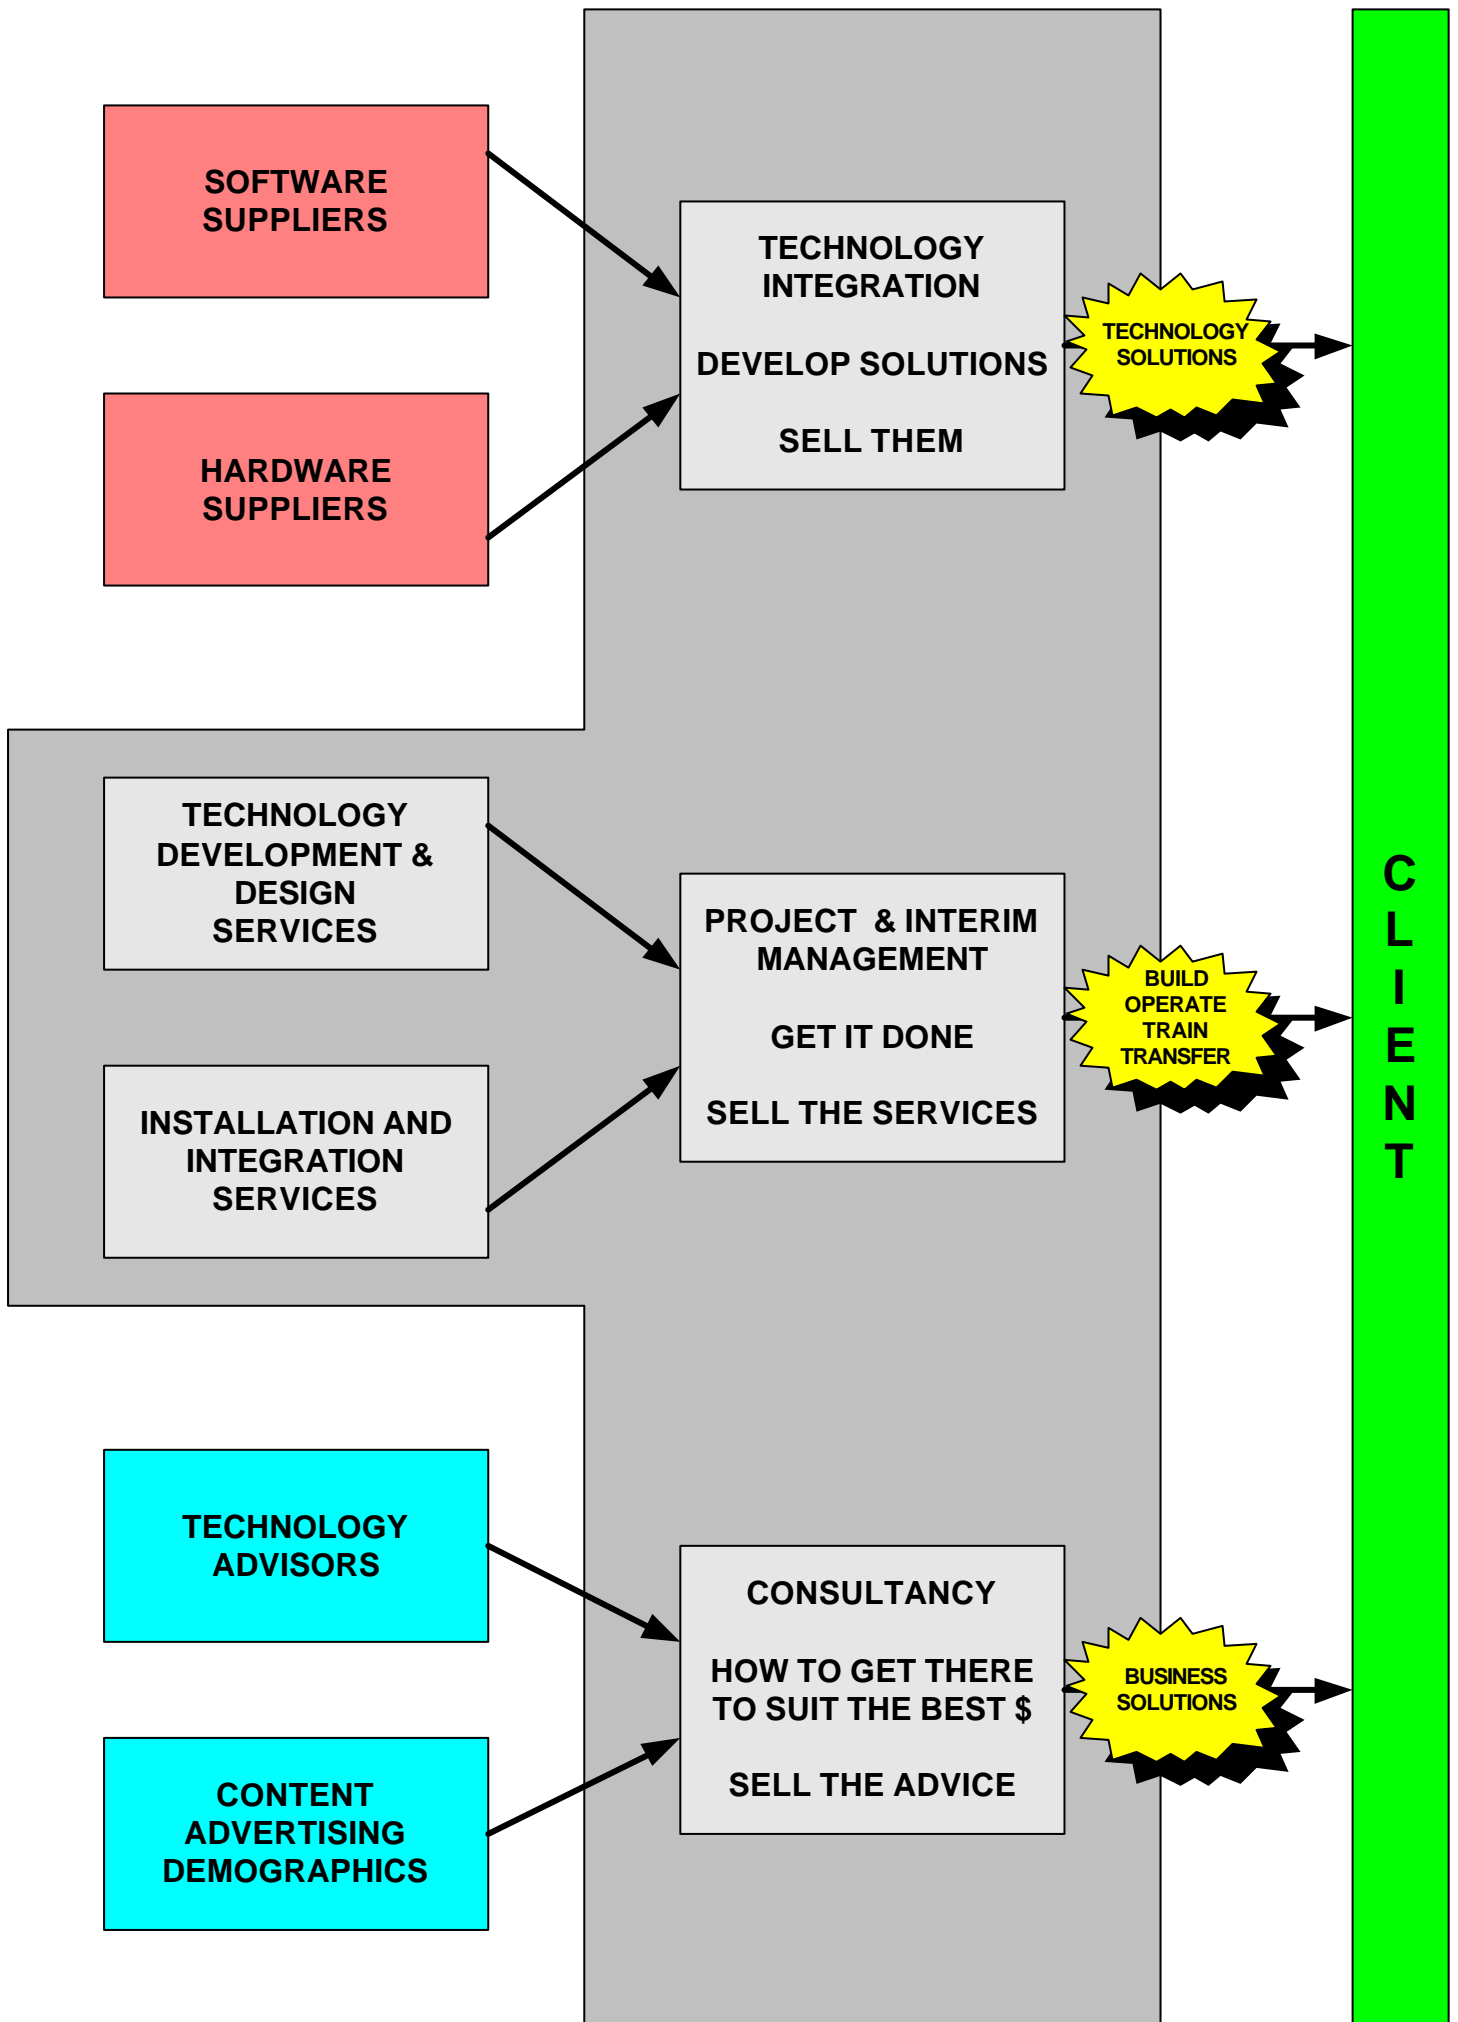 SOFTWARE
SUPPLIERS
HARDWARE
SUPPLIERS
TECHNOLOGY
INTEGRATION
DEVELOP SOLUTIONS
SELL THEM
TECHNOLOGY
SOLUTIONS
TECHNOLOGY
DEVELOPMENT &
DESIGN
SERVICES
INSTALLATION AND
INTEGRATION
SERVICES
PROJECT & INTERIM
MANAGEMENT
GET IT DONE
SELL THE SERVICES
BUILD
OPERATE
TRAIN
TRANSFER
TECHNOLOGY
ADVISORS
CONTENT
ADVERTISING
DEMOGRAPHICS
CONSULTANCY
HOW TO GET THERE
TO SUIT THE BEST $
SELL THE ADVICE
BUSINESS
SOLUTIONS
C
L
I
E
N
T